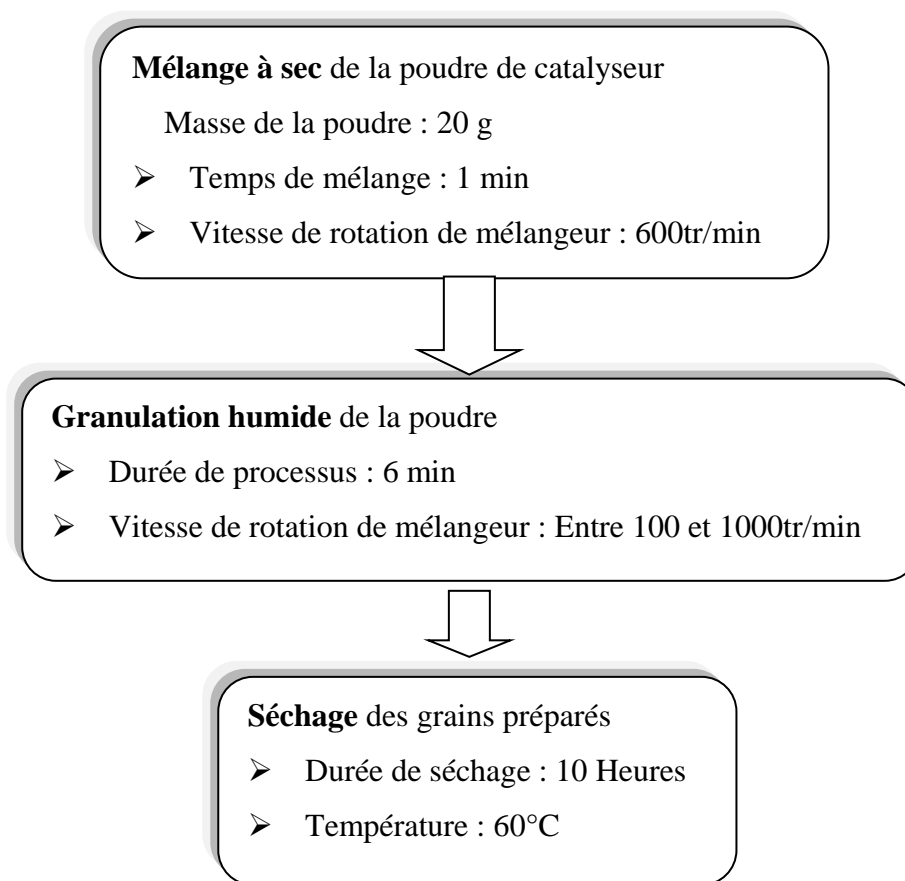 Mélange à sec de la poudre de catalyseur
Masse de la poudre : 20 g
➢ Temps de mélange : 1 min
➢ Vitesse de rotation de mélangeur : 600tr/min
Granulation humide de la poudre
➢ Durée de processus : 6 min
➢ Vitesse de rotation de mélangeur : Entre 100 et 1000tr/min
Séchage des grains préparés
➢ Durée de séchage : 10 Heures
➢ Température : 60°C